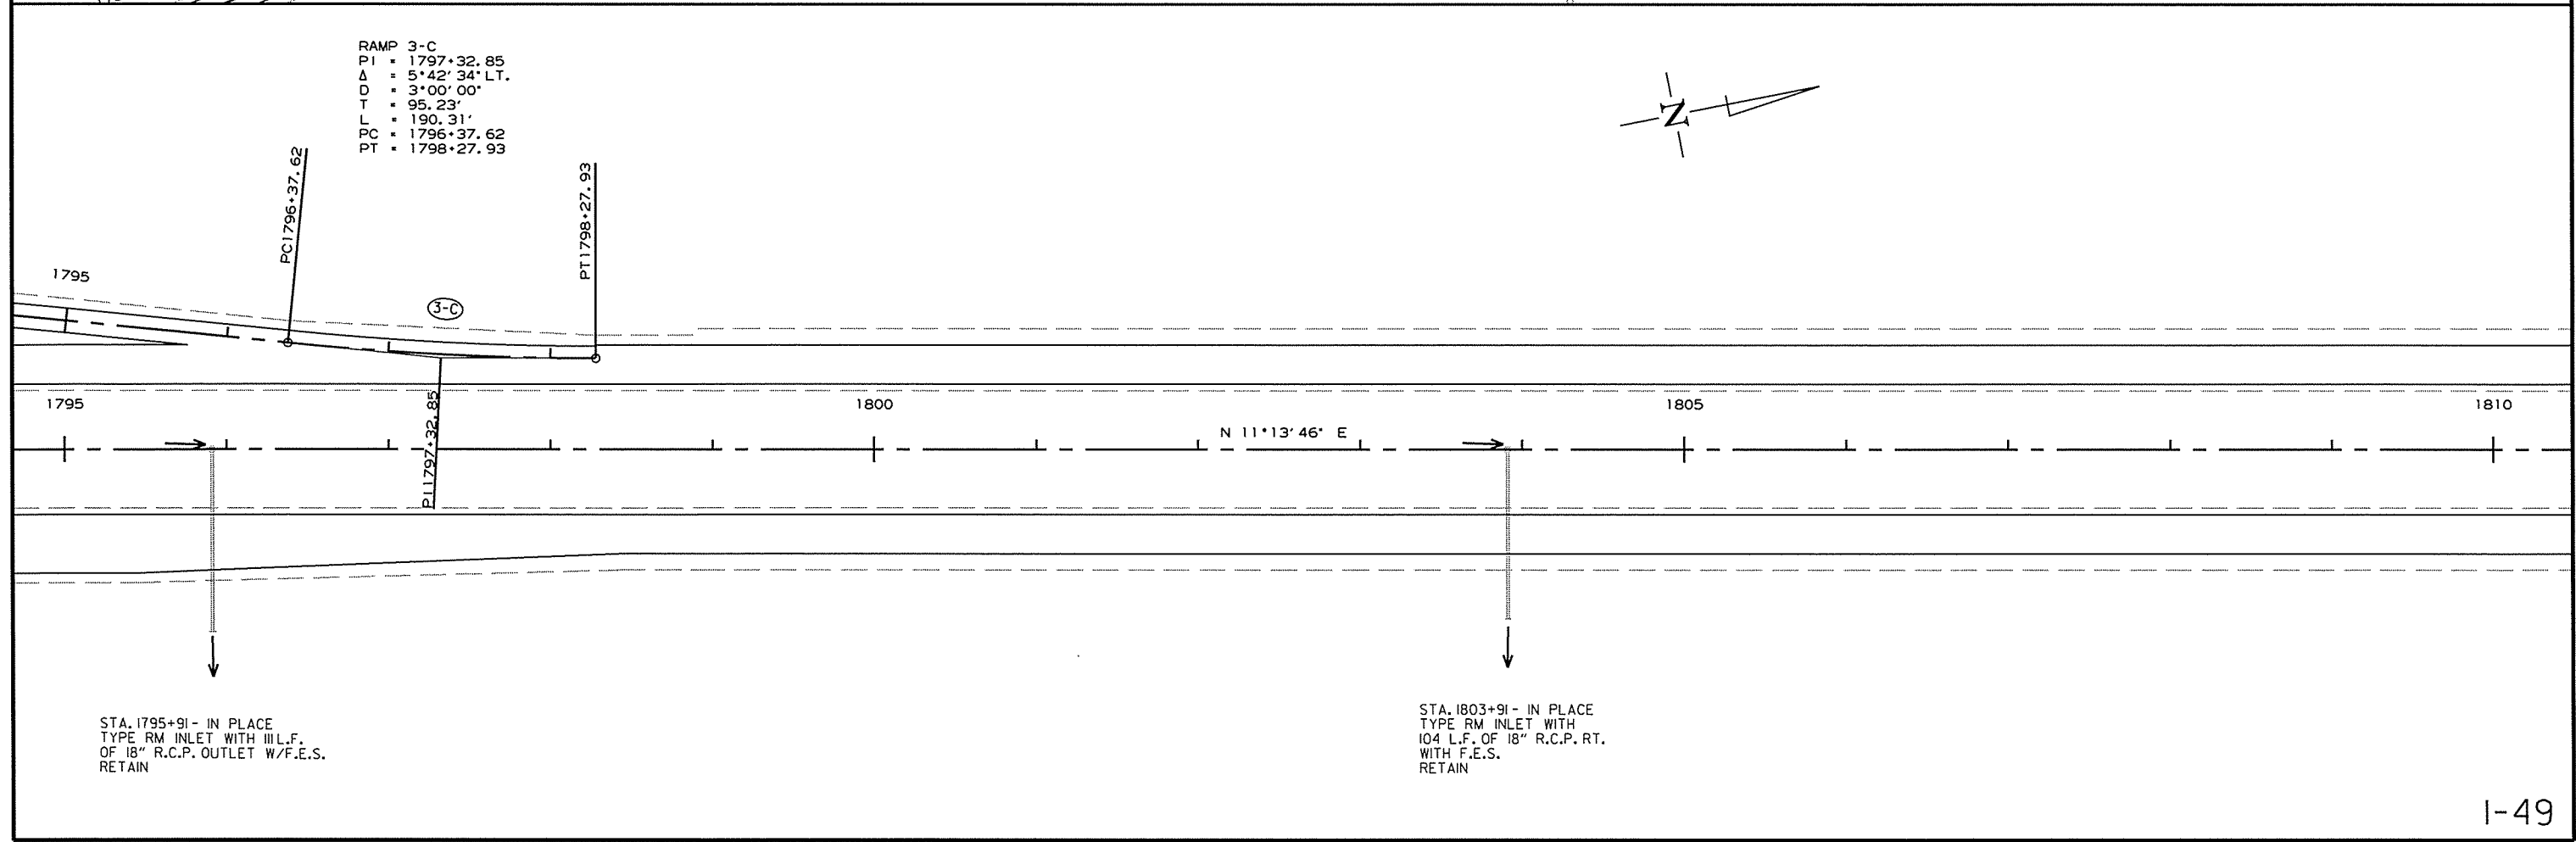 RAMP 3-C
PI = 1797+32.85
Δ = 5°42'34" LT.
D = 3°00'00"
T = 95.23'
L = 190.31'
PC = 1796+37.62
PT = 1798+27.93
N
PC1796+37.62
PT1798+27.93
1795
3-C
1795
1800
1805
1810
PI1797+32.85
N 11°13'46" E
STA. 1795+91 - IN PLACE
TYPE RM INLET WITH 111 L.F.
OF 18" R.C.P. OUTLET W/F.E.S.
RETAIN
STA. 1803+91 - IN PLACE
TYPE RM INLET WITH
104 L.F. OF 18" R.C.P. RT.
WITH F.E.S.
RETAIN
I-49